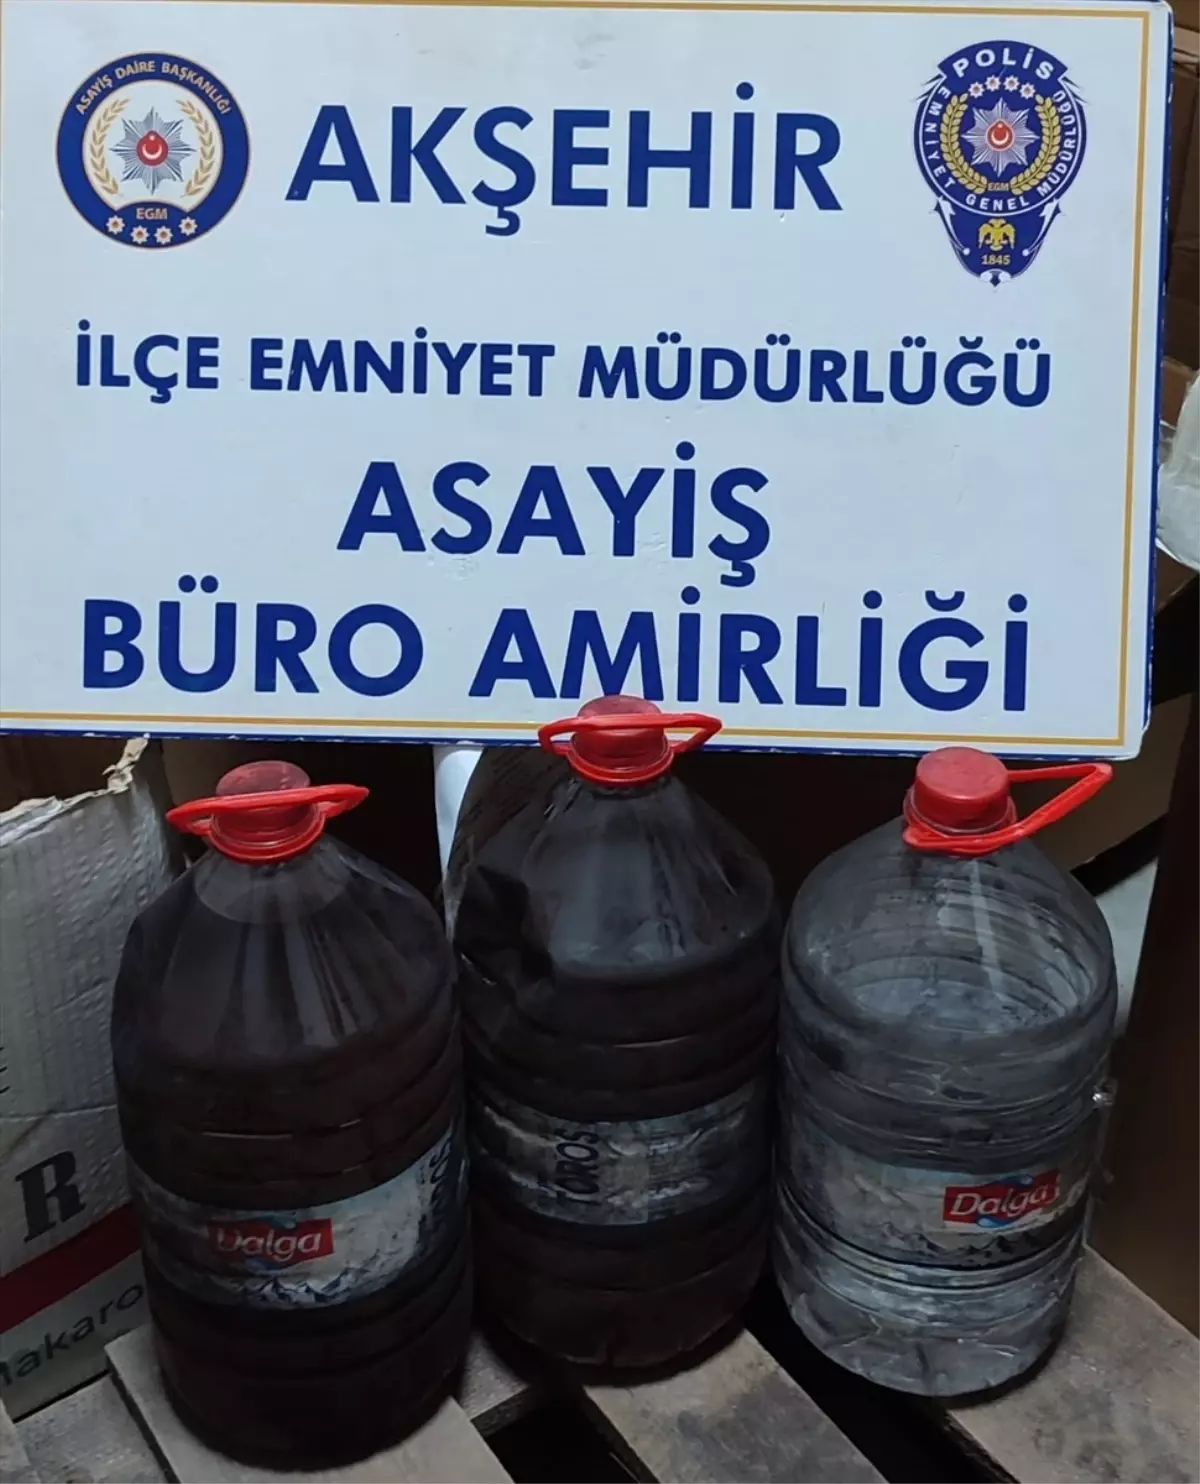 ASAYİŞ DAİRE BAŞKANLIĞI
EGM
AKŞEHİR
POLİS
EMNİYET GENEL MÜDÜRLÜĞÜ
EGM
1845
İLÇE EMNİYET MÜDÜRLÜĞÜ
ASAYİŞ
BÜRO AMİRLİĞİ
TOROS
Dalga
Dalga
R